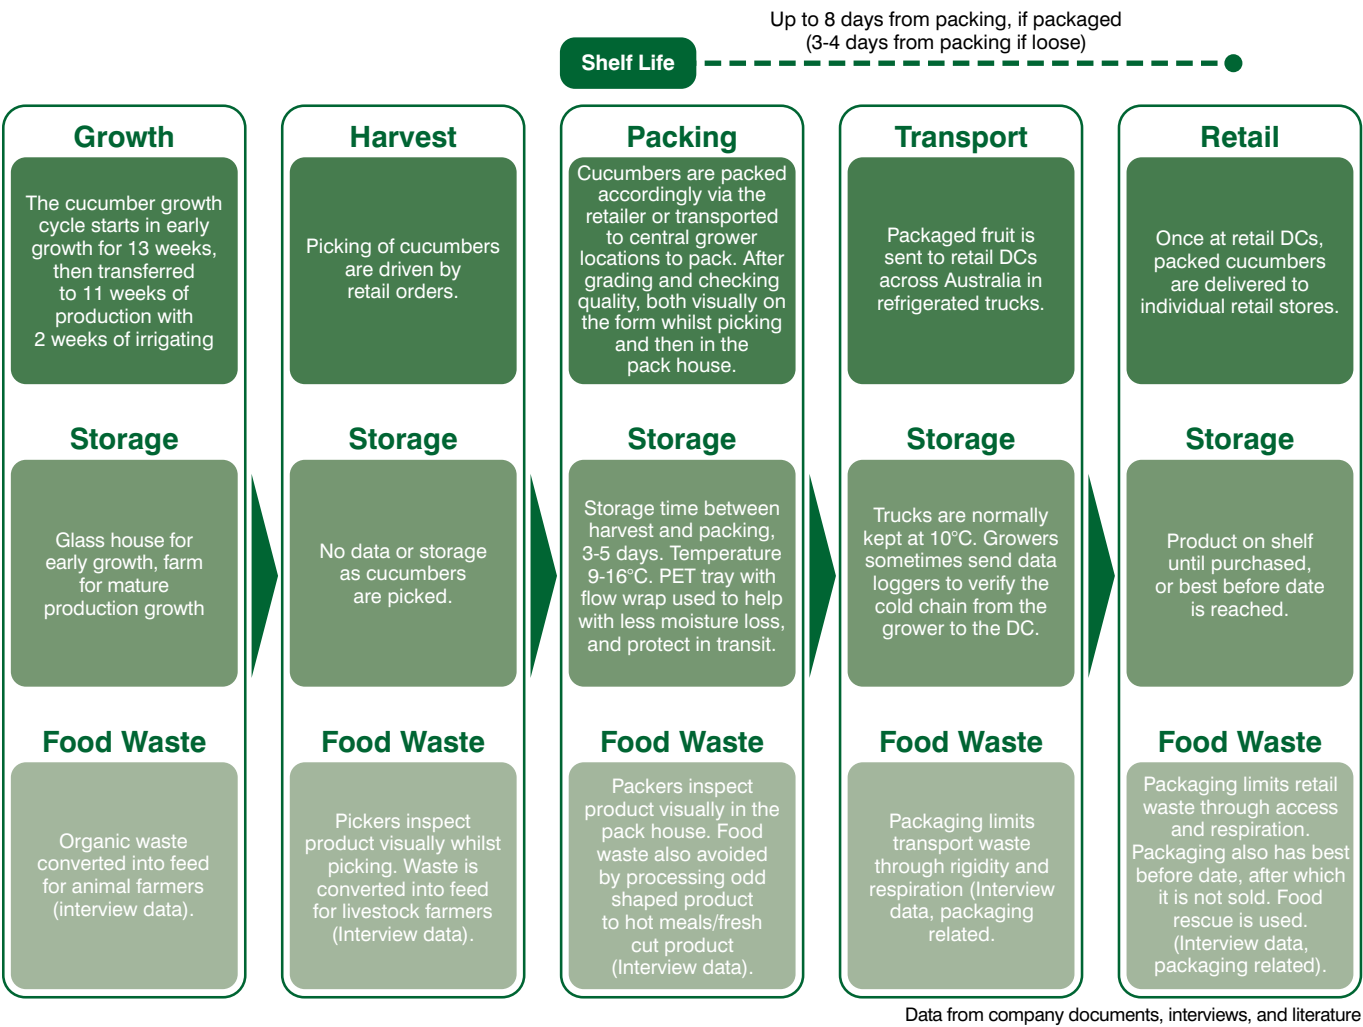 Up to 8 days from packing, if packaged
(3-4 days from packing if loose)
Shelf Life
Growth
The cucumber growth
cycle starts in early
growth for 13 weeks,
then transferred
to 11 weeks of
production with
2 weeks of irrigating
Storage
Glass house for
early growth, farm
for mature
production growth
Food Waste
Organic waste
converted into feed
for animal farmers
(interview data).
Harvest
Picking of cucumbers
are driven by
retail orders.
Storage
No data or storage
as cucumbers
are picked.
Food Waste
Pickers inspect
product visually whilst
picking. Waste is
converted into feed
for livestock farmers
(Interview data).
Packing
Cucumbers are packed
accordingly via the
retailer or transported
to central grower
locations to pack. After
grading and checking
quality, both visually on
the form whilst picking
and then in the
pack house.
Storage
Storage time between
harvest and packing,
3-5 days. Temperature
9-16°C. PET tray with
flow wrap used to help
with less moisture loss,
and protect in transit.
Food Waste
Packers inspect
product visually in the
pack house. Food
waste also avoided
by processing odd
shaped product
to hot meals/fresh
cut product
(Interview data).
Transport
Packaged fruit is
sent to retail DCs
across Australia in
refrigerated trucks.
Storage
Trucks are normally
kept at 10°C. Growers
sometimes send data
loggers to verify the
cold chain from the
grower to the DC.
Food Waste
Packaging limits
transport waste
through rigidity and
respiration (Interview
data, packaging
related.
Retail
Once at retail DCs,
packed cucumbers
are delivered to
individual retail stores.
Storage
Product on shelf
until purchased,
or best before date
is reached.
Food Waste
Packaging limits retail
waste through access
and respiration.
Packaging also has best
before date, after which
it is not sold. Food
rescue is used.
(Interview data,
packaging related).
Data from company documents, interviews, and literature